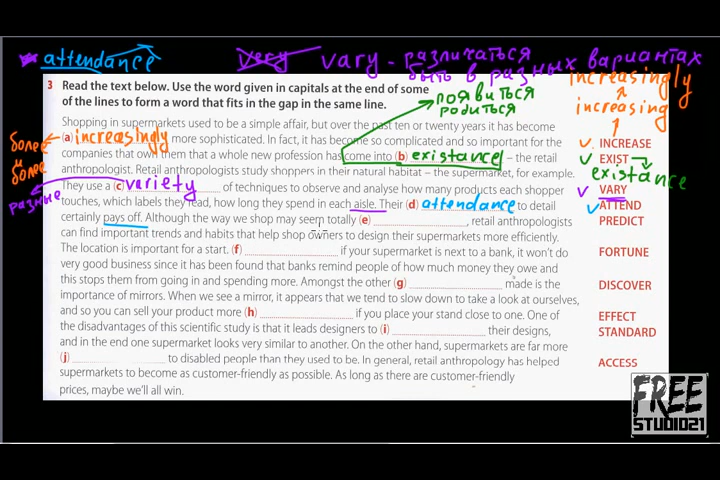 attendance
very vary - различаться
быть в разных вариантах
increasingly
increasing
появиться
родиться
3 Read the text below. Use the word given in capitals at the end of some
of the lines to form a word that fits in the gap in the same line.
Shopping in supermarkets used to be a simple affair, but over the past ten or twenty years it has become
более и более
(a) increasingly more sophisticated. In fact, it has become so complicated and so important for the INCREASE
companies that own them that a whole new profession has come into (b) existance – the retail EXIST
existance
anthropologist. Retail anthropologists study shoppers in their natural habitat – the supermarket, for example.
They use a (c) variety of techniques to observe and analyse how many products each shopper VARY
разные
touches, which labels they read, how long they spend in each aisle. Their (d) attendance to detail ATTEND
certainly pays off. Although the way we shop may seem totally (e) , retail anthropologists PREDICT
can find important trends and habits that help shop owners to design their supermarkets more efficiently.
The location is important for a start. (f) if your supermarket is next to a bank, it won't do FORTUNE
very good business since it has been found that banks remind people of how much money they owe and
this stops them from going in and spending more. Amongst the other (g) made is the DISCOVER
importance of mirrors. When we see a mirror, it appears that we tend to slow down to take a look at ourselves,
and so you can sell your product more (h) if you place your stand close to one. One of EFFECT
the disadvantages of this scientific study is that it leads designers to (i) their designs, STANDARD
and in the end one supermarket looks very similar to another. On the other hand, supermarkets are far more
(j) to disabled people than they used to be. In general, retail anthropology has helped ACCESS
supermarkets to become as customer-friendly as possible. As long as there are customer-friendly
prices, maybe we'll all win.
FREE
STUDIO21